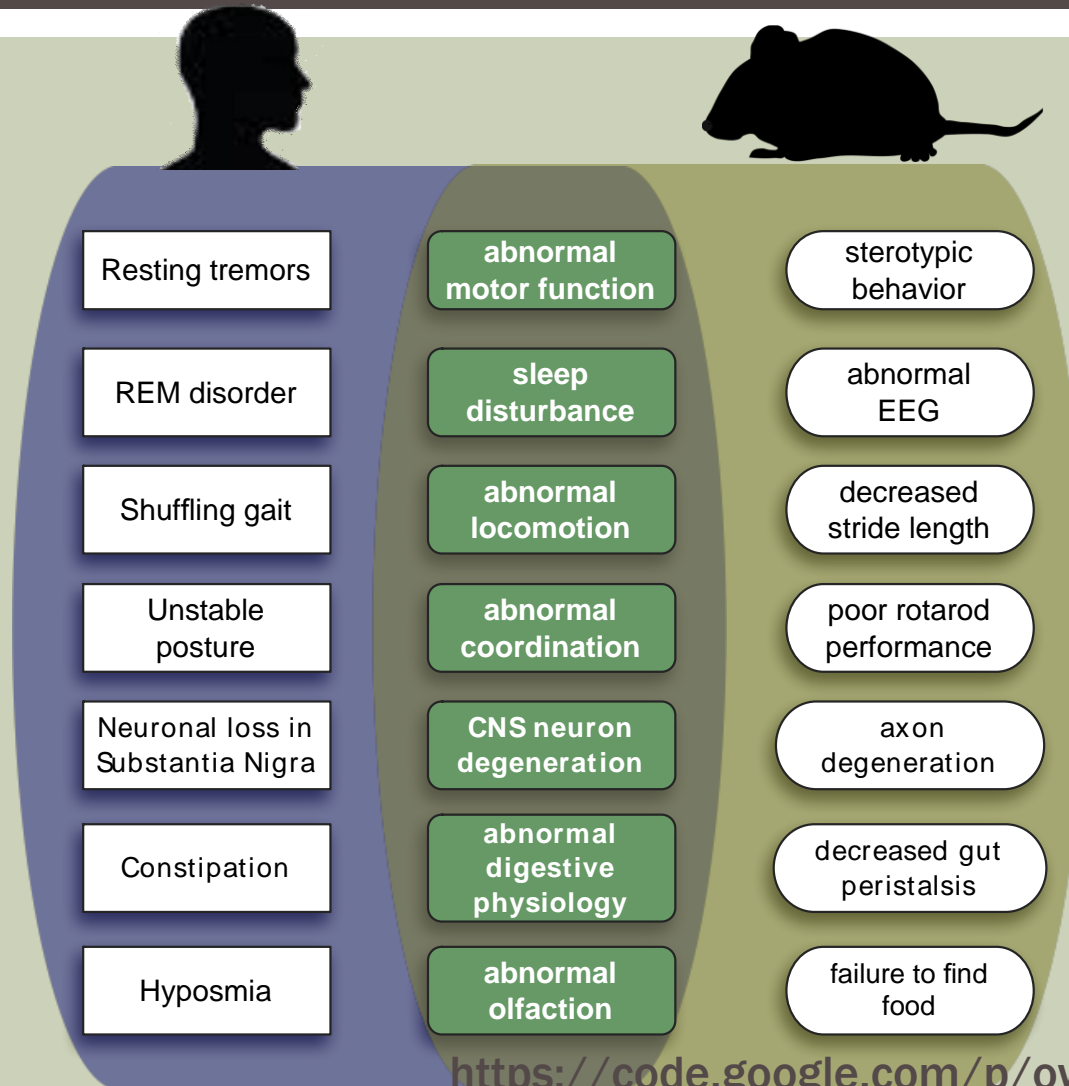 Resting tremors
abnormal
motor function
sterotypic
behavior
REM disorder
sleep
disturbance
abnormal
EEG
Shuffling gait
abnormal
locomotion
decreased
stride length
Unstable
posture
abnormal
coordination
poor rotarod
performance
Neuronal loss in
Substantia Nigra
CNS neuron
degeneration
axon
degeneration
Constipation
abnormal
digestive
physiology
decreased gut
peristalsis
Hyposmia
abnormal
olfaction
failure to find
food
https://code.google.com/p/ov